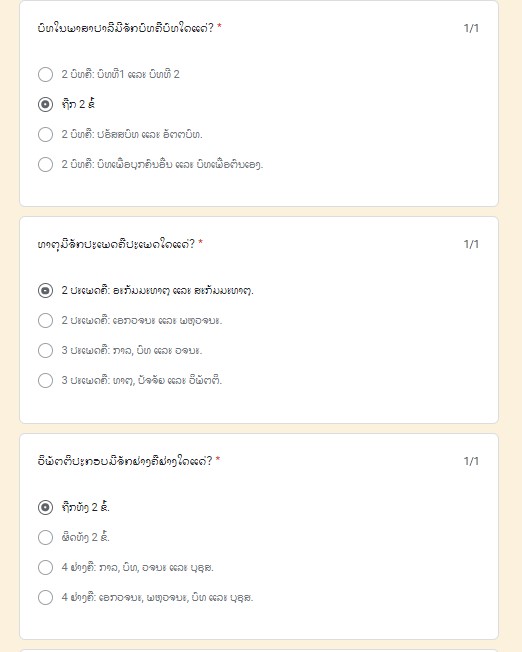 ບົທໃນພາສາປາລີມີຈັກບົທຄືບົທໃດແດ່? *
1/1
2 ບົທຄື: ບົທທີ1 ແລະ ບົທທີ 2
ຖືກ 2 ຂໍ້
2 ບົທຄື: ປຣັສສບົທ ແລະ ອັຕຕບົທ.
2 ບົທຄື: ບົທເພື່ອບຸກຄົນອື່ນ ແລະ ບົທເພື່ອຕົນເອງ.
ທາຕຸມີຈັກປະເພດຄືປະເພດໃດແດ່? *
1/1
2 ປະເພດຄື: ອະກັມມະທາຕຸ ແລະ ສະກັມມະທາຕຸ.
2 ປະເພດຄື: ເອກວຈນະ ແລະ ພຫຸວຈນະ.
3 ປະເພດຄື: ກາລ, ບົທ ແລະ ວຈນະ.
3 ປະເພດຄື: ທາຕຸ, ປັຈຈັຍ ແລະ ວິພັຕຕິ.
ວິພັຕຕິປະກອບມີຈັກຢ່າງຄືຢ່າງໃດແດ່? *
1/1
ຖືກທັງ 2 ຂໍ້.
ຜິດທັງ 2 ຂໍ້.
4 ຢ່າງຄື: ກາລ, ບົທ, ວຈນະ ແລະ ບຸຣຸສ.
4 ຢ່າງຄື: ເອກວຈນະ, ພຫຸວຈນະ, ບົທ ແລະ ບຸຣຸສ.